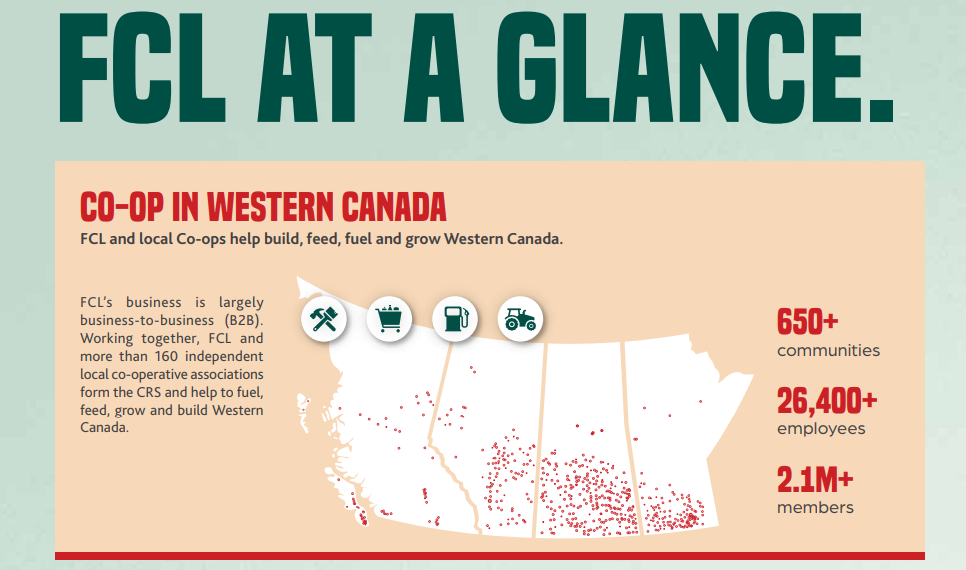 FCL AT A GLANCE.
CO-OP IN WESTERN CANADA
FCL and local Co-ops help build, feed, fuel and grow Western Canada.
FCL's business is largely
business-to-business (B2B).
Working together, FCL and
more than 160 independent
local co-operative associations
form the CRS and help to fuel,
feed, grow and build Western
Canada.
650+
communities
26,400+
employees
2.1M+
members